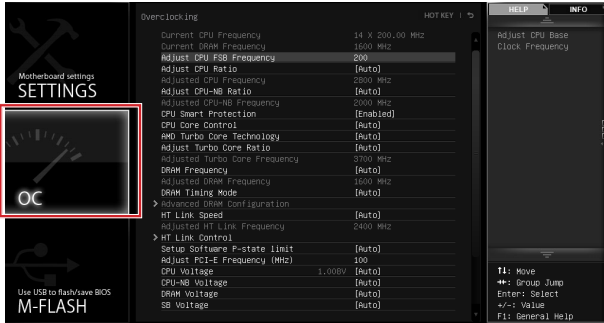 Motherboard settings
SETTINGS
OC
Use USB to flash/save BIOS
M-FLASH
Overclocking
HOT KEY |
Current CPU Frequency 14 X 200.00 MHz
Current DRAM Frequency 1600 MHz
Adjust CPU FSB Frequency 200
Adjust CPU Ratio [Auto]
Adjusted CPU Frequency 2800 MHz
Adjust CPU-NB Ratio [Auto]
Adjusted CPU-NB Frequency 2000 MHz
CPU Smart Protection [Enabled]
CPU Core Control [Auto]
AMD Turbo Core Technology [Auto]
Adjust Turbo Core Ratio [Auto]
Adjusted Turbo Core Frequency 3700 MHz
DRAM Frequency [Auto]
Adjusted DRAM Frequency 1600 MHz
DRAM Timing Mode [Auto]
> Advanced DRAM Configuration
HT Link Speed [Auto]
Adjusted HT Link Frequency 2400 MHz
> HT Link Control
Setup Software P-state limit [Auto]
Adjust PCI-E Frequency (MHz) 100
CPU Voltage 1.008V [Auto]
CPU-NB Voltage [Auto]
DRAM Voltage [Auto]
SB Voltage [Auto]
HELP
INFO
Adjust CPU Base
Clock Frequency
↑↓: Move
: Group Jump
Enter: Select
+/-: Value
F1: General Help